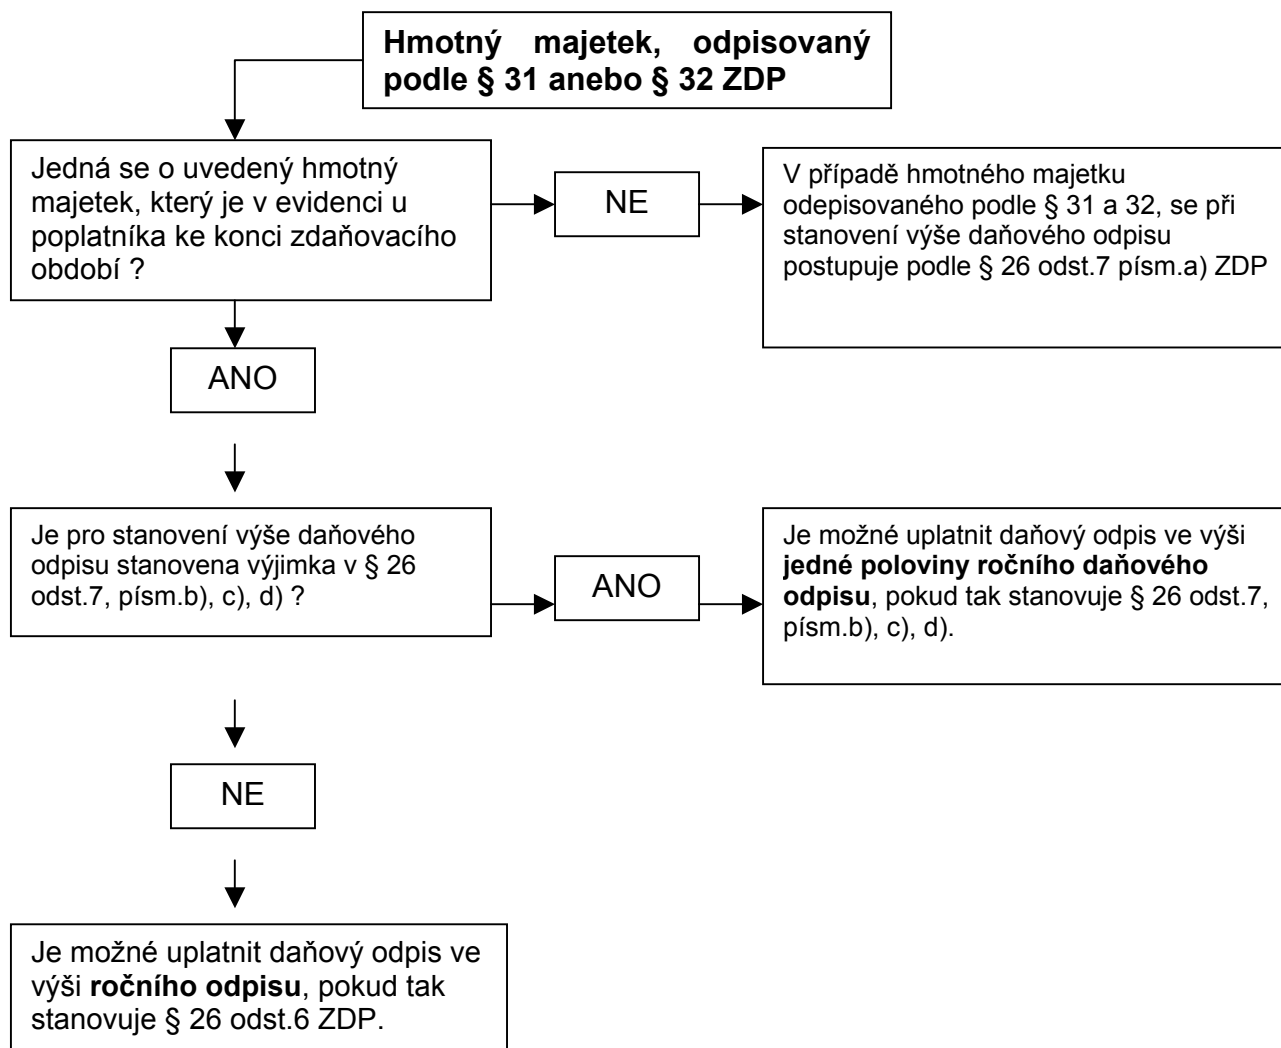 Hmotný majetek, odpisovaný
podle § 31 anebo § 32 ZDP
Jedná se o uvedený hmotný
majetek, který je v evidenci u
poplatníka ke konci zdaňovacího
období ?
NE
V případě hmotného majetku
odepisovaného podle § 31 a 32, se při
stanovení výše daňového odpisu
postupuje podle § 26 odst.7 písm.a) ZDP
ANO
Je pro stanovení výše daňového
odpisu stanovena výjimka v § 26
odst.7, písm.b), c), d) ?
ANO
Je možné uplatnit daňový odpis ve výši
jedné poloviny ročního daňového
odpisu, pokud tak stanovuje § 26 odst.7,
písm.b), c), d).
NE
Je možné uplatnit daňový odpis ve
výši ročního odpisu, pokud tak
stanovuje § 26 odst.6 ZDP.